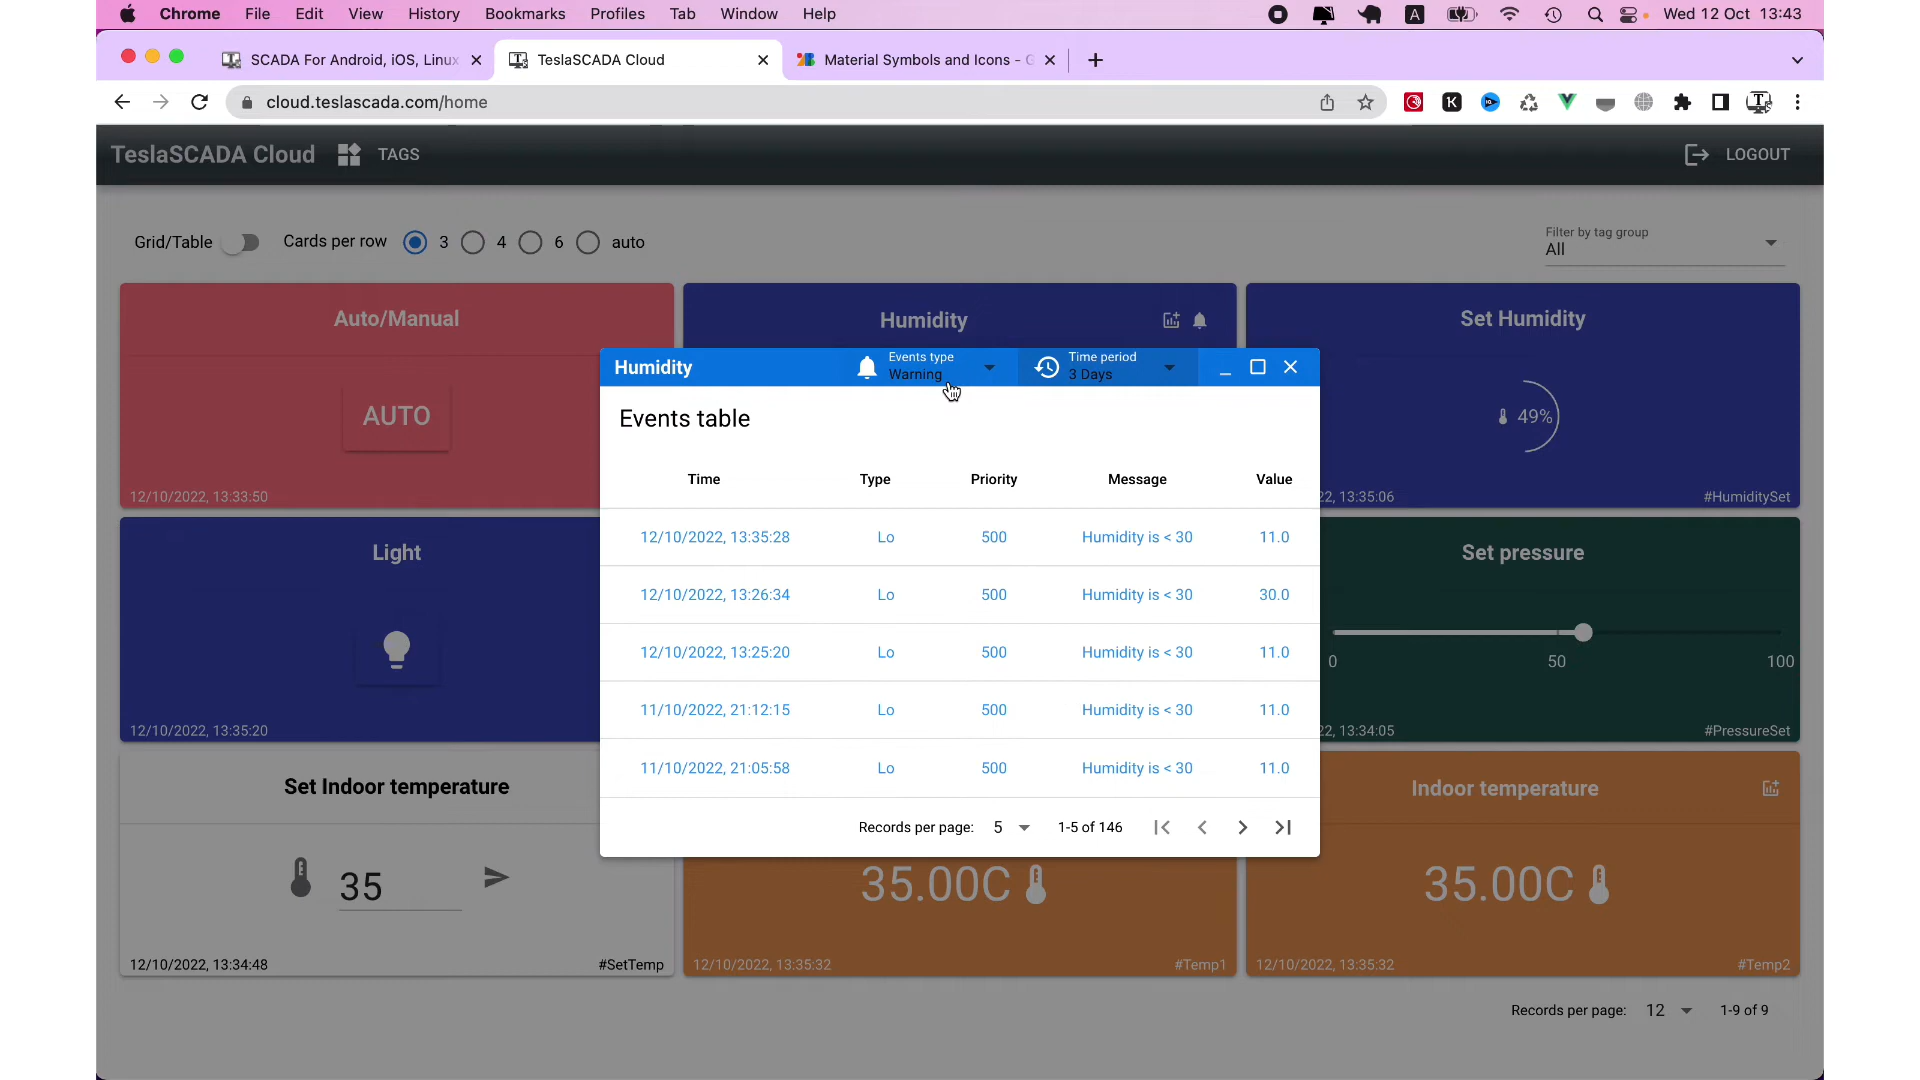 Chrome File Edit View History Bookmarks Profiles Tab Window Help A Wed 12 Oct 13:43
SCADA For Android, iOS, Linux TeslaSCADA Cloud Material Symbols and Icons - G
cloud.teslascada.com/home
TeslaSCADA Cloud TAGS LOGOUT
Grid/Table Cards per row 3 4 6 auto
Filter by tag group
All
Auto/Manual
AUTO
12/10/2022, 13:33:50
Humidity
Set Humidity
49%
22, 13:35:06 #HumiditySet
Humidity
Events type
Warning
Time period
3 Days
Events table
Time Type Priority Message Value
12/10/2022, 13:35:28 Lo 500 Humidity is < 30 11.0
12/10/2022, 13:26:34 Lo 500 Humidity is < 30 30.0
12/10/2022, 13:25:20 Lo 500 Humidity is < 30 11.0
11/10/2022, 21:12:15 Lo 500 Humidity is < 30 11.0
11/10/2022, 21:05:58 Lo 500 Humidity is < 30 11.0
Records per page: 5 1-5 of 146
Light
12/10/2022, 13:35:20
Set pressure
0 50 100
22, 13:34:05 #PressureSet
Set Indoor temperature
35
12/10/2022, 13:34:48 #SetTemp
35.00C
12/10/2022, 13:35:32 #Temp1
Indoor temperature
35.00C
12/10/2022, 13:35:32 #Temp2
Records per page: 12 1-9 of 9